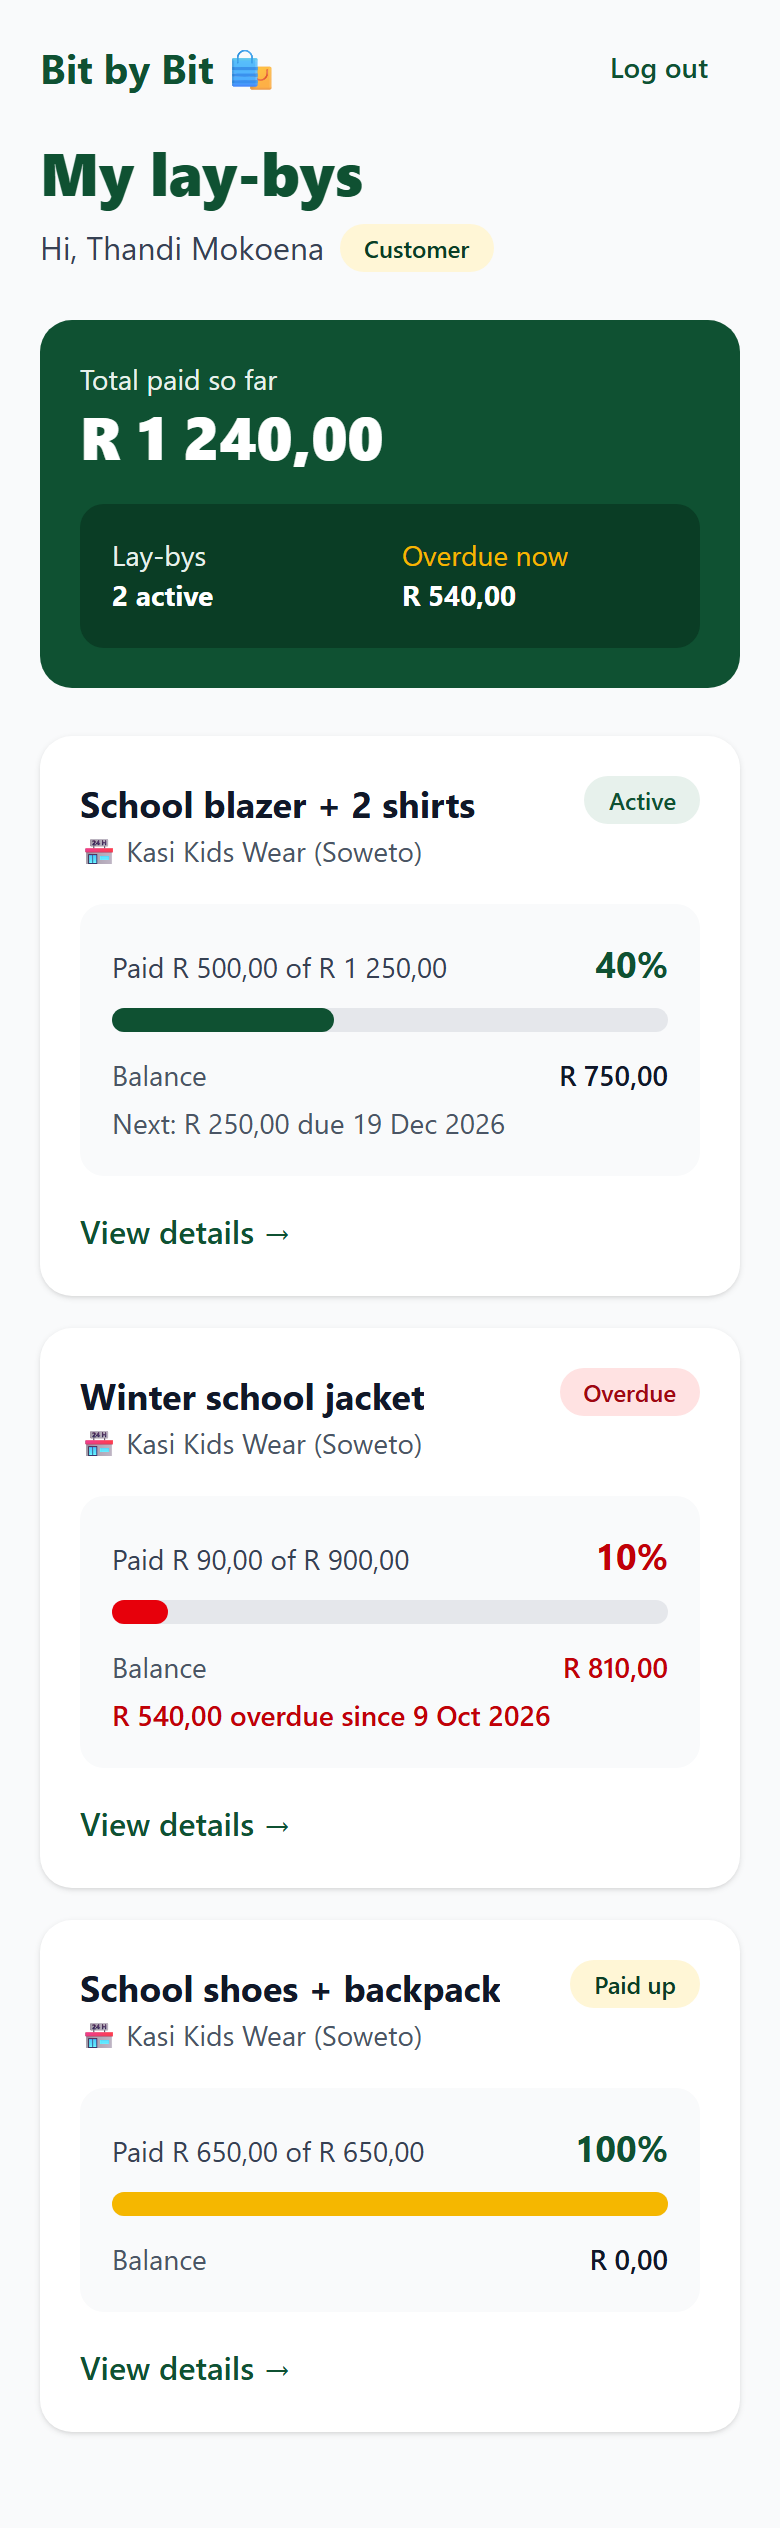 Bit by Bit
Log out
My lay-bys
Hi, Thandi Mokoena
Customer
Total paid so far
R 1 240,00
Lay-bys
Overdue now
2 active
R 540,00
School blazer + 2 shirts
Active
Kasi Kids Wear (Soweto)
Paid R 500,00 of R 1 250,00
40%
Balance
R 750,00
Next: R 250,00 due 19 Dec 2026
View details →
Winter school jacket
Overdue
Kasi Kids Wear (Soweto)
Paid R 90,00 of R 900,00
10%
Balance
R 810,00
R 540,00 overdue since 9 Oct 2026
View details →
School shoes + backpack
Paid up
Kasi Kids Wear (Soweto)
Paid R 650,00 of R 650,00
100%
Balance
R 0,00
View details →